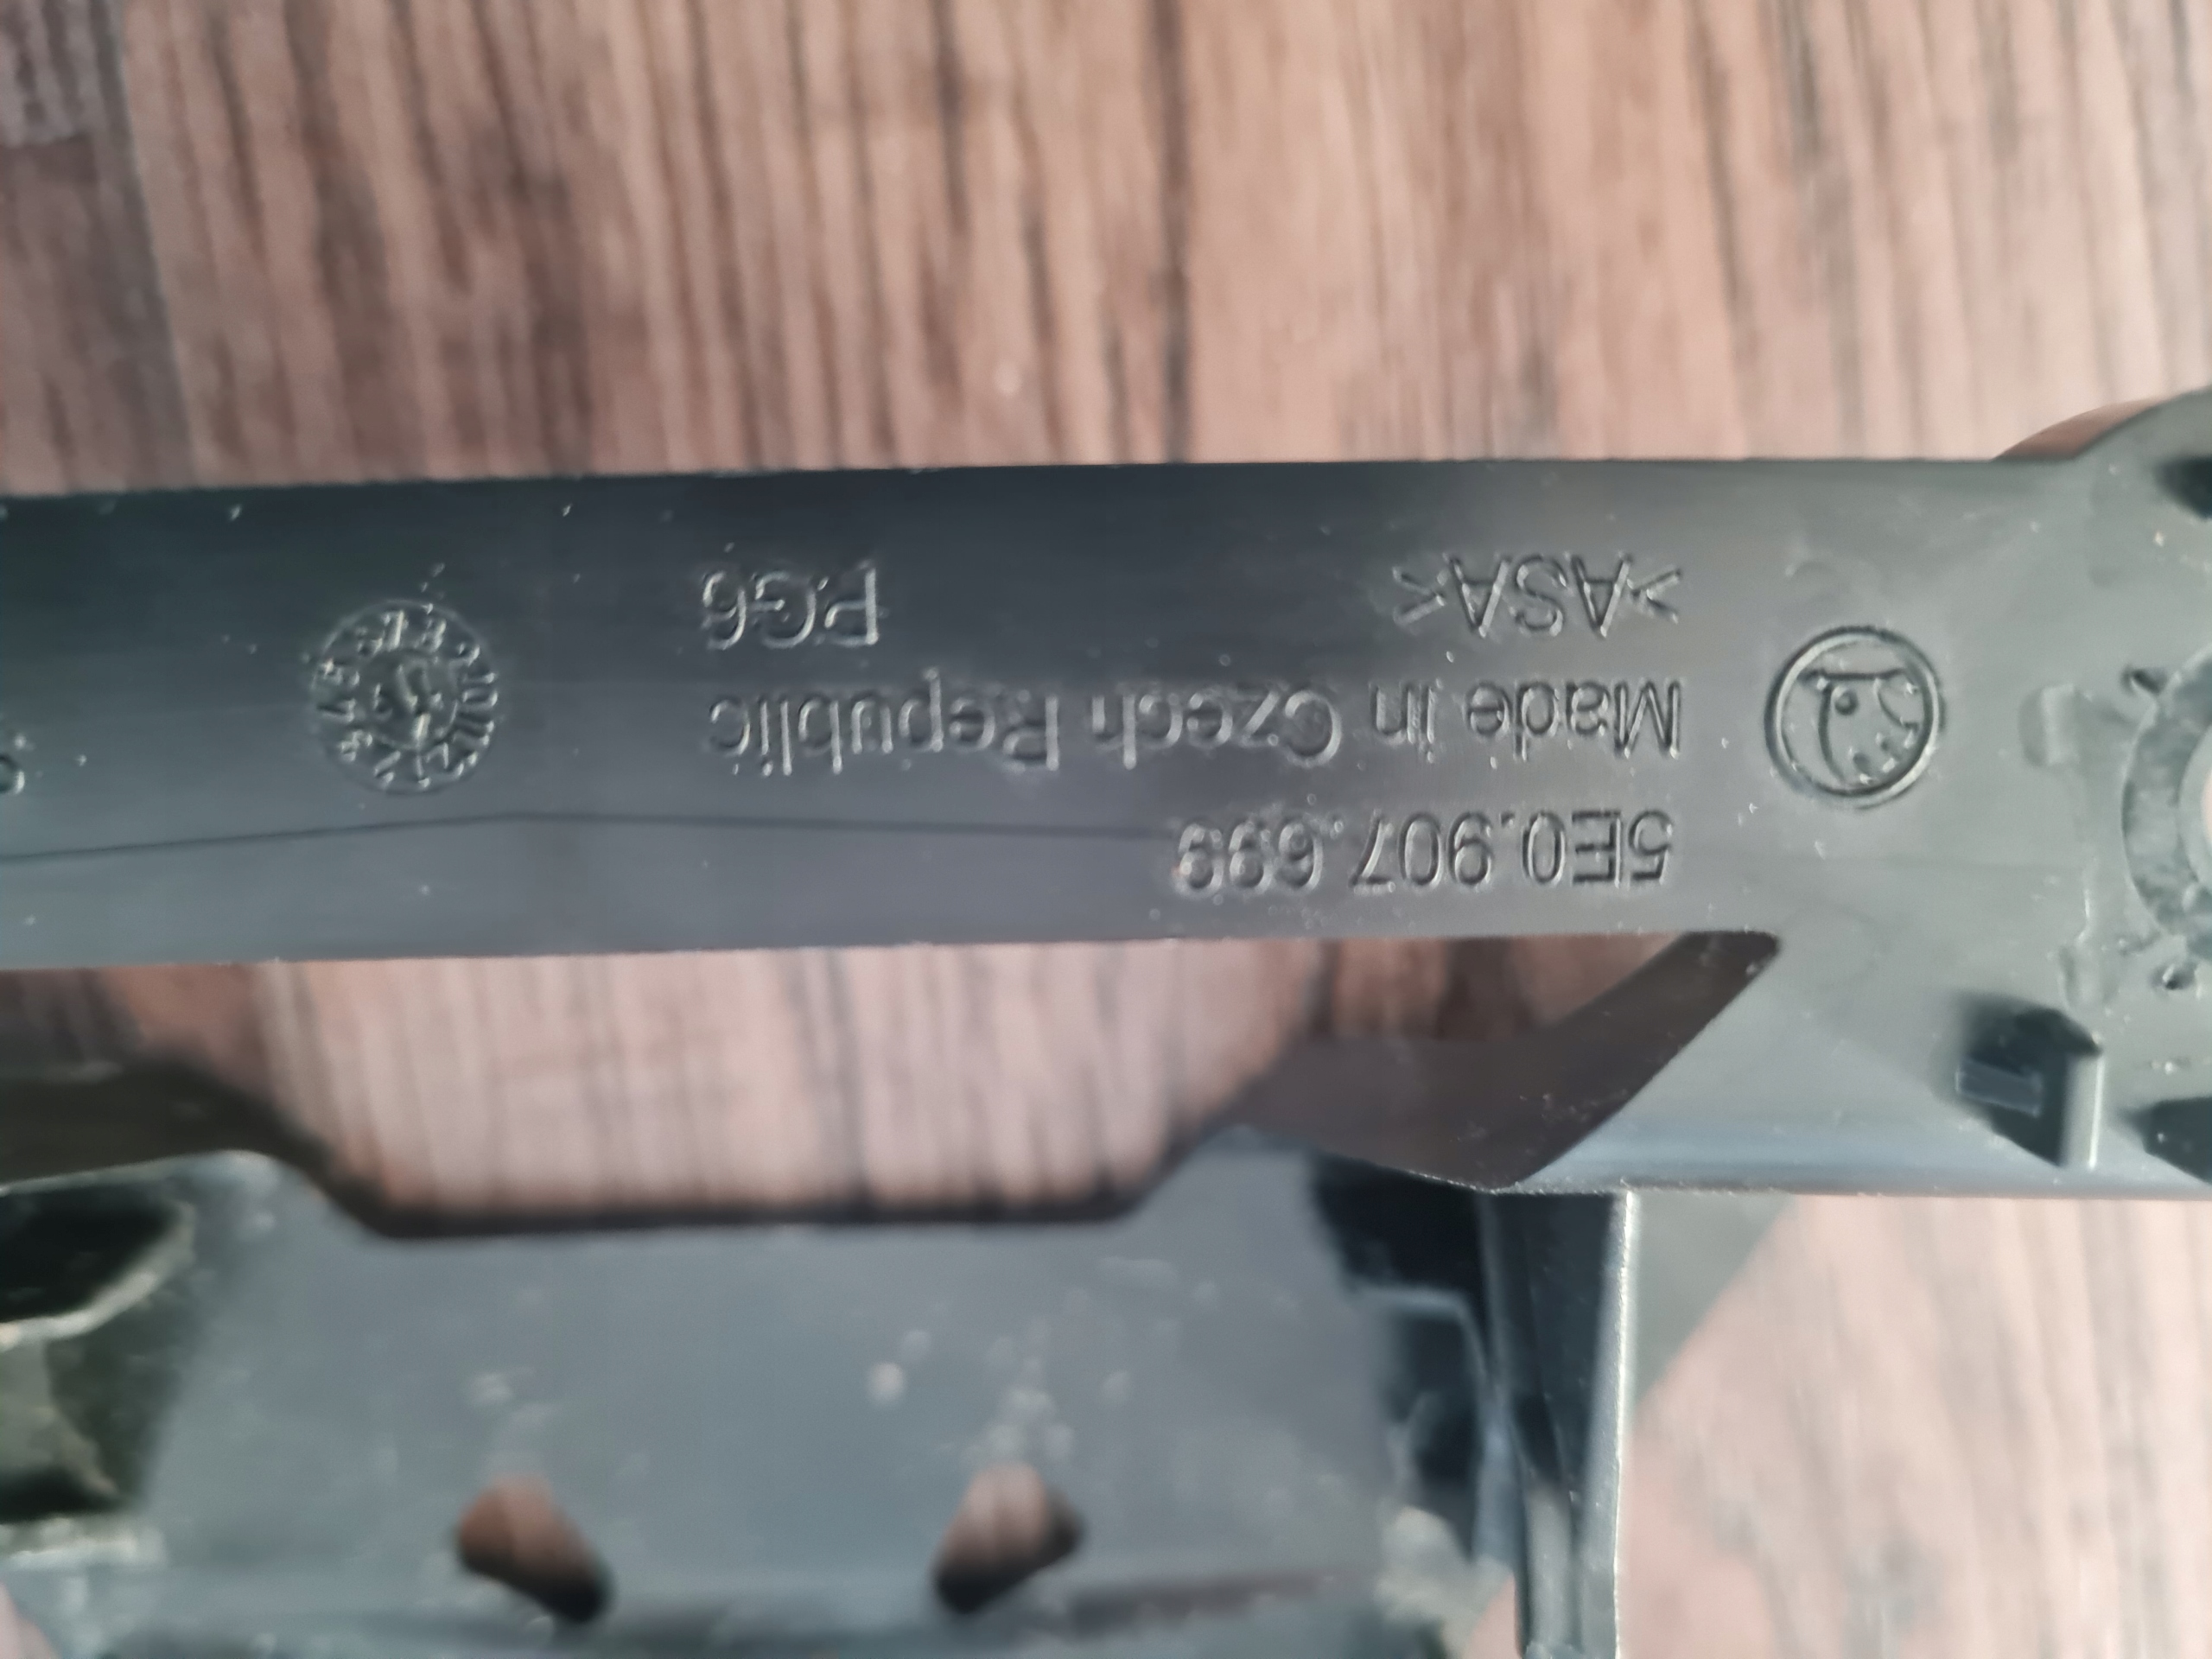 5E0.907.699
Made in Czech Republic
>ASA<
PG6